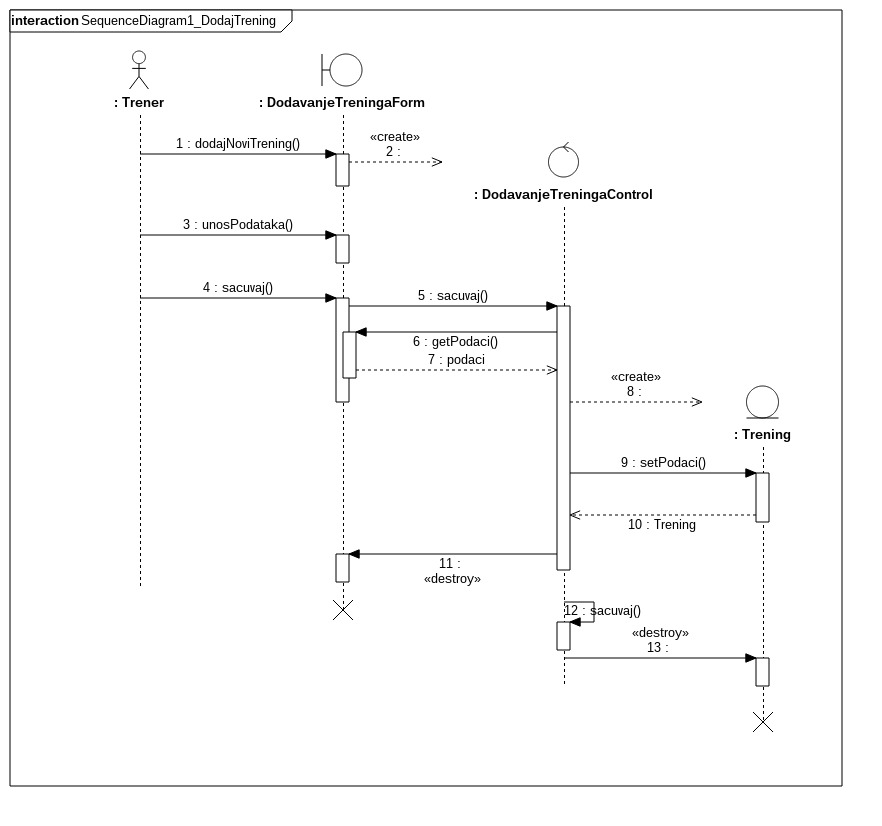 interaction SequenceDiagram1_DodajTrening
: Trener
: DodavanjeTreningaForm
1 : dodajNoviTrening()
«create»
2 :
: DodavanjeTreningaControl
3 : unosPodataka()
4 : sacuvaj()
5 : sacuvaj()
6 : getPodaci()
7 : podaci
«create»
8 :
: Trening
9 : setPodaci()
10 : Trening
11 :
«destroy»
12 : sacuvaj()
«destroy»
13 :